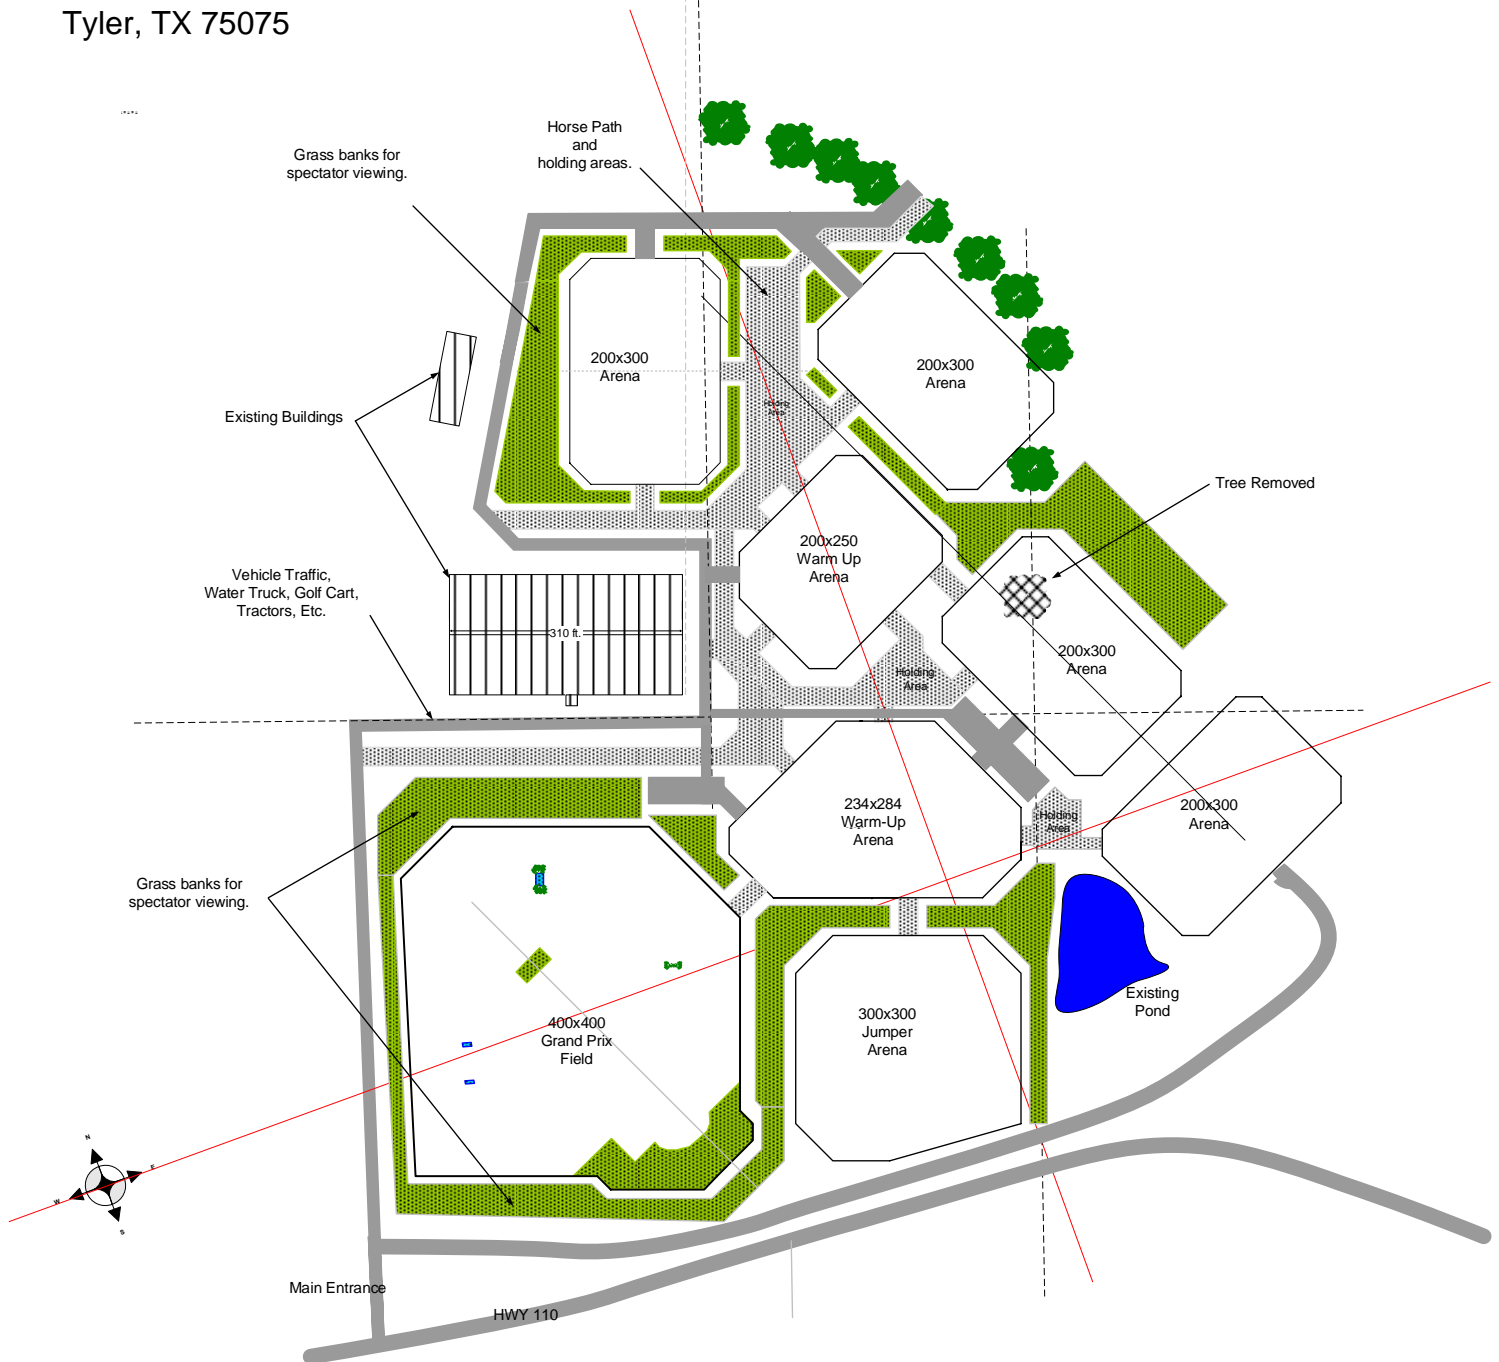 Tyler, TX 75075
Horse Path
and
holding areas.
Grass banks for
spectator viewing.
200x300
Arena
200x300
Arena
Holding
Area
Existing Buildings
Tree Removed
200x250
Warm Up
Arena
Vehicle Traffic,
Water Truck, Golf Cart,
Tractors, Etc.
310 ft.
200x300
Arena
Holding
Area
234x284
Warm-Up
Arena
Holding
Area
200x300
Arena
Grass banks for
spectator viewing.
Existing
Pond
400x400
Grand Prix
Field
300x300
Jumper
Arena
N
E
W
S
Main Entrance
HWY 110